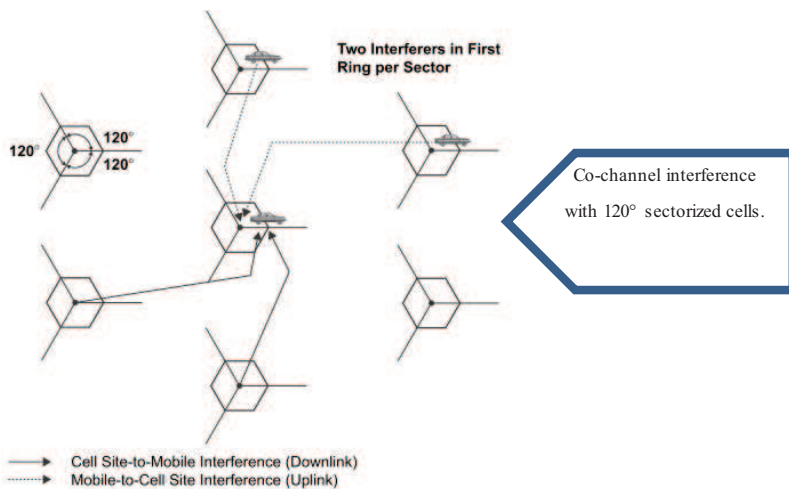 Two Interferers in First
Ring per Sector
120°
120°
120°
Co-channel interference
with 120° sectorized cells.
Cell Site-to-Mobile Interference (Downlink)
Mobile-to-Cell Site Interference (Uplink)